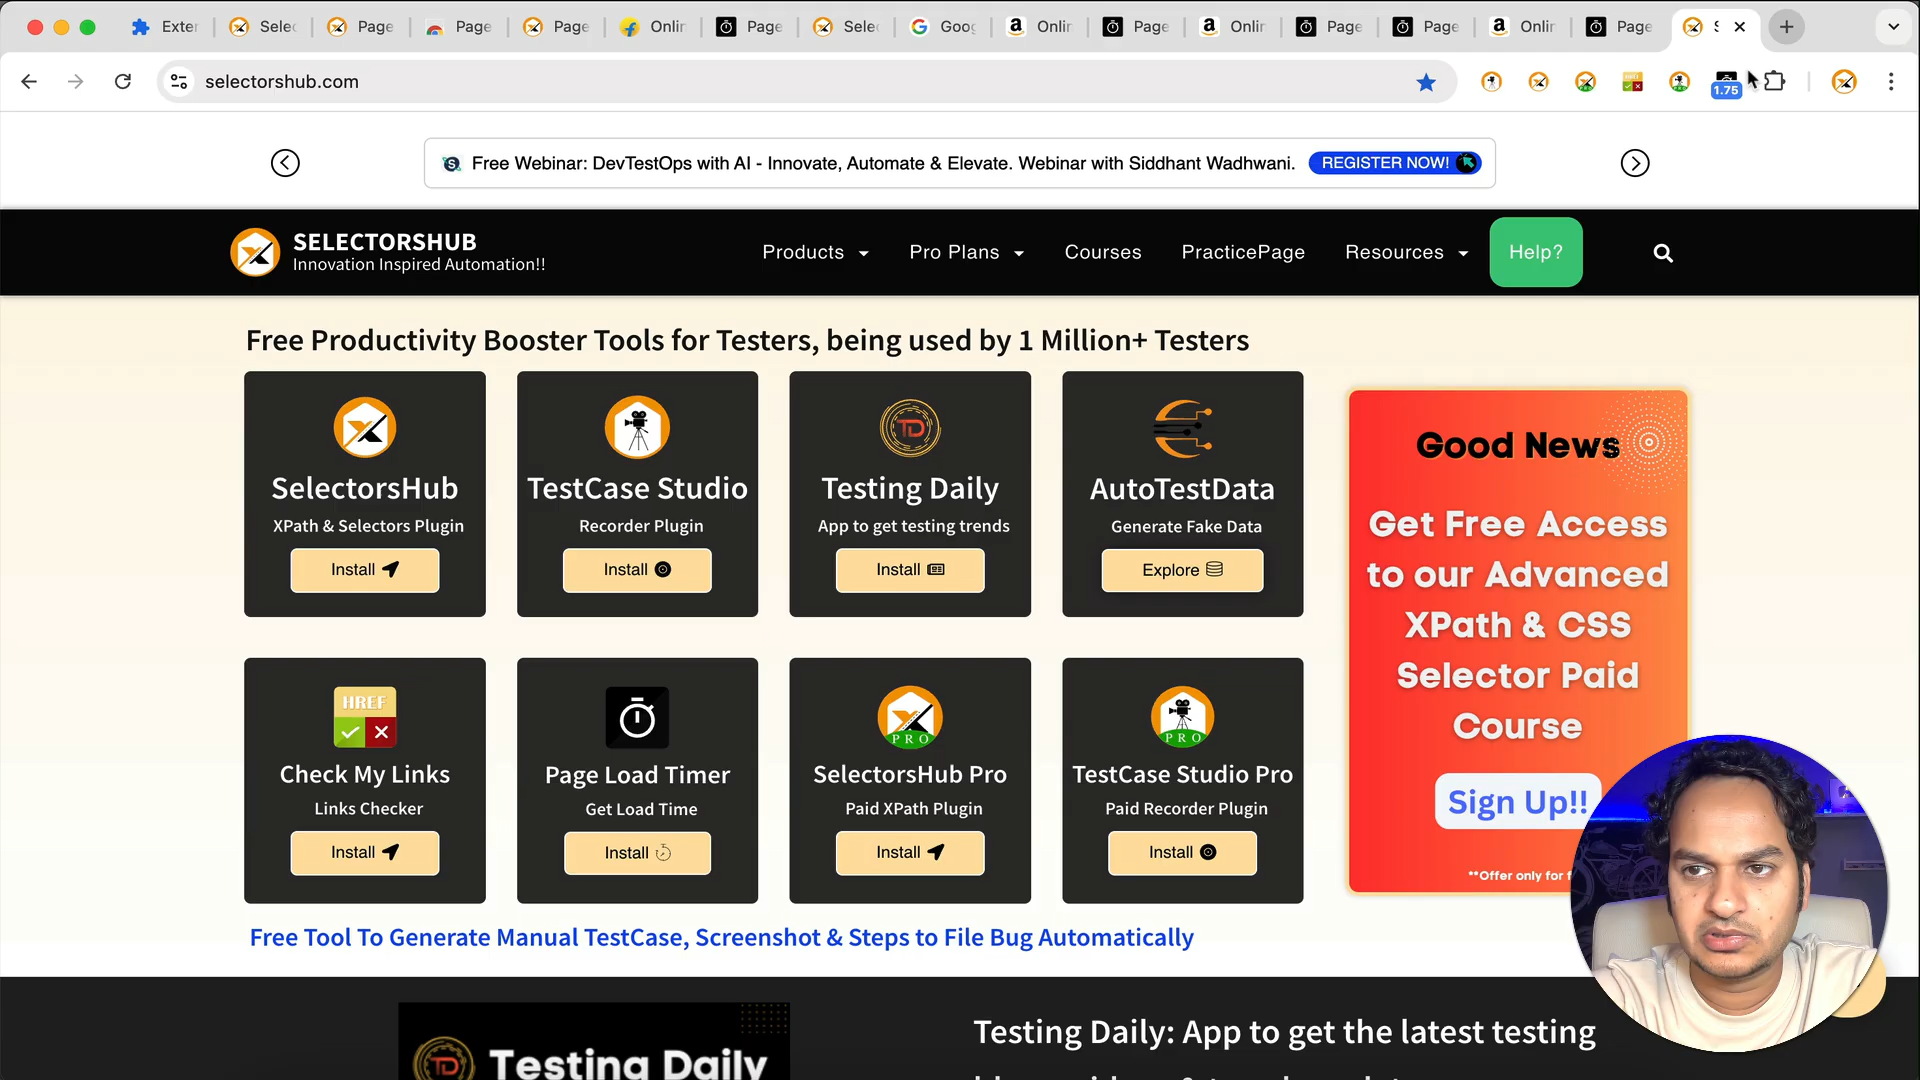 Exter
Selec
Page
Page
Page
Onlin
Page
Selec
Goog
Onlin
Page
Onlin
Page
Page
Onlin
Page
selectorshub.com
1.75
Free Webinar: DevTestOps with AI - Innovate, Automate & Elevate. Webinar with Siddhant Wadhwani.
REGISTER NOW!
SELECTORSHUB
Innovation Inspired Automation!!
Products
Pro Plans
Courses
PracticePage
Resources
Help?
Free Productivity Booster Tools for Testers, being used by 1 Million+ Testers
SelectorsHub
XPath & Selectors Plugin
Install
TestCase Studio
Recorder Plugin
Install
TD
Testing Daily
App to get testing trends
Install
AutoTestData
Generate Fake Data
Explore
HREF
Check My Links
Links Checker
Install
Page Load Timer
Get Load Time
Install
PRO
SelectorsHub Pro
Paid XPath Plugin
Install
PRO
TestCase Studio Pro
Paid Recorder Plugin
Install
Good News
Get Free Access
to our Advanced
XPath & CSS
Selector Paid
Course
Sign Up!!
**Offer only for f
Free Tool To Generate Manual TestCase, Screenshot & Steps to File Bug Automatically
TD
Testing Daily
Testing Daily: App to get the latest testing